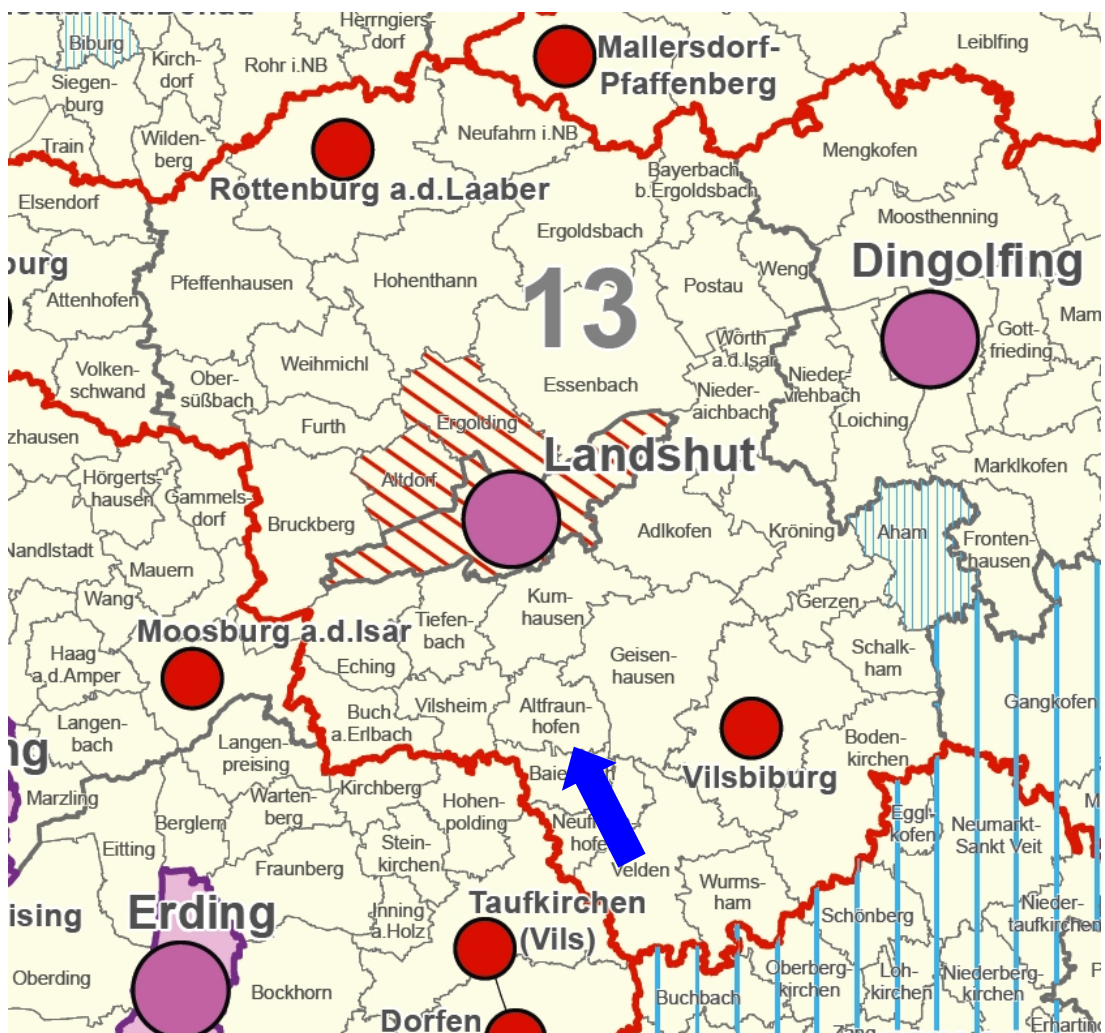 Biburg
Kirch-
dorf
Herrngiers-
dorf
Rohr i.NB
Siegen-
burg
Train
Wilden-
berg
Mallersdorf-
Pfaffenberg
Leiblfing
Neufahrn i.NB
Mengkofen
Rottenburg a.d.Laaber
Bayerbach
b.Ergoldsbach
Elsendorf
Moosthenning
Ergoldsbach
burg
Attenhofen
Pfeffenhausen
Hohenthann
13
Postau
Weng
Dingolfing
Mam
Gott-
frieding
Volken-
schwand
Ober-
süßbach
Weihmichl
Wörth
a.d.Isar
Essenbach
Nieder-
aichbach
Nieder-
viehbach
Loiching
Furth
Ergolding
zhausen
Landshut
Marklkofen
Hörgerts-
hausen
Gammels-
dorf
Altdorf
Bruckberg
Adlkofen
Kröning
Aham
Fronten-
hausen
Nandlstadt
Mauern
Wang
Kum-
hausen
Gerzen
Tiefen-
bach
Moosburg a.d.Isar
Haag
a.d.Amper
Eching
Geisen-
hausen
Schalk-
ham
Gangkofen
Langen-
bach
Buch
a.Erlbach
Vilsheim
Altfraun-
hofen
Boden-
kirchen
ng
Langen-
preising
Vilsbiburg
Marzling
Kirchberg
Warten-
berg
Hohen-
polding
Berglern
Eggl-
kofen
Neumarkt-
Sankt Veit
Eitting
Fraunberg
Stein-
kirchen
Velden
Wurms-
ham
ising
Erding
Inning
a.Holz
Taufkirchen
(Vils)
Schönberg
Nieder-
taufkirchen
Oberding
Bockhorn
Oberberg-
kirchen
Loh-
kirchen
Niederberg-
kirchen
Buchbach
Dorfen